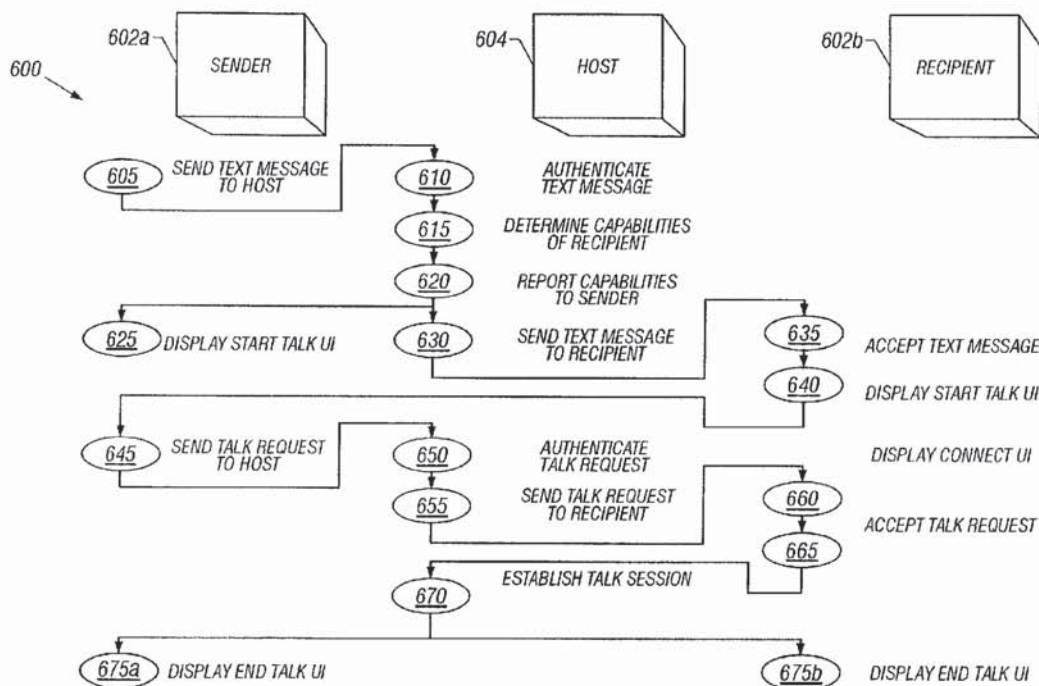 602a
604
602b
600
SENDER
HOST
RECIPIENT
605
SEND TEXT MESSAGE
TO HOST
610
AUTHENTICATE
TEXT MESSAGE
615
DETERMINE CAPABILITIES
OF RECIPIENT
620
REPORT CAPABILITIES
TO SENDER
625
DISPLAY START TALK UI
630
SEND TEXT MESSAGE
TO RECIPIENT
635
ACCEPT TEXT MESSAGE
640
DISPLAY START TALK UI
645
SEND TALK REQUEST
TO HOST
650
AUTHENTICATE
TALK REQUEST
DISPLAY CONNECT UI
655
SEND TALK REQUEST
TO RECIPIENT
660
ACCEPT TALK REQUEST
665
ESTABLISH TALK SESSION
670
675a
DISPLAY END TALK UI
675b
DISPLAY END TALK UI